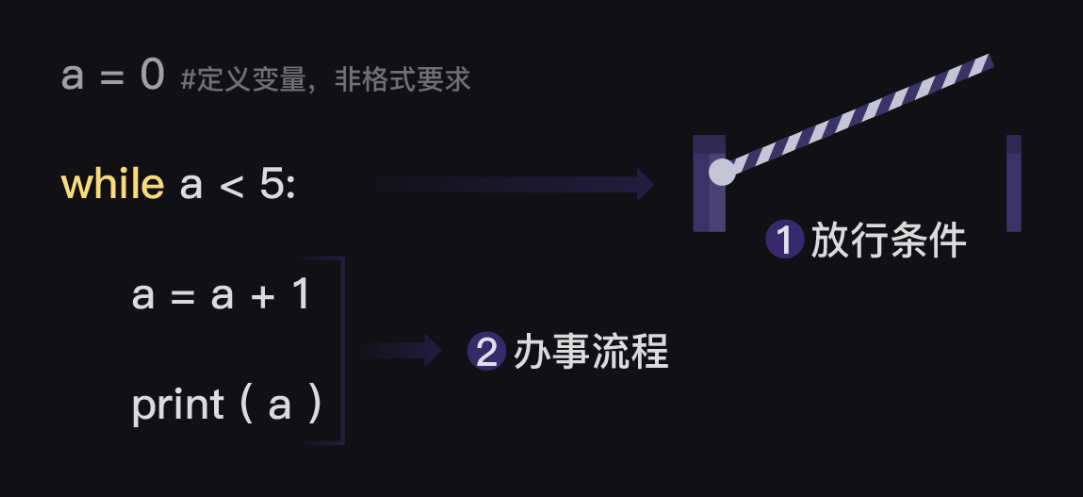 a = 0 #定义变量，非格式要求
while a < 5:
1 放行条件
a = a + 1
2 办事流程
print ( a )